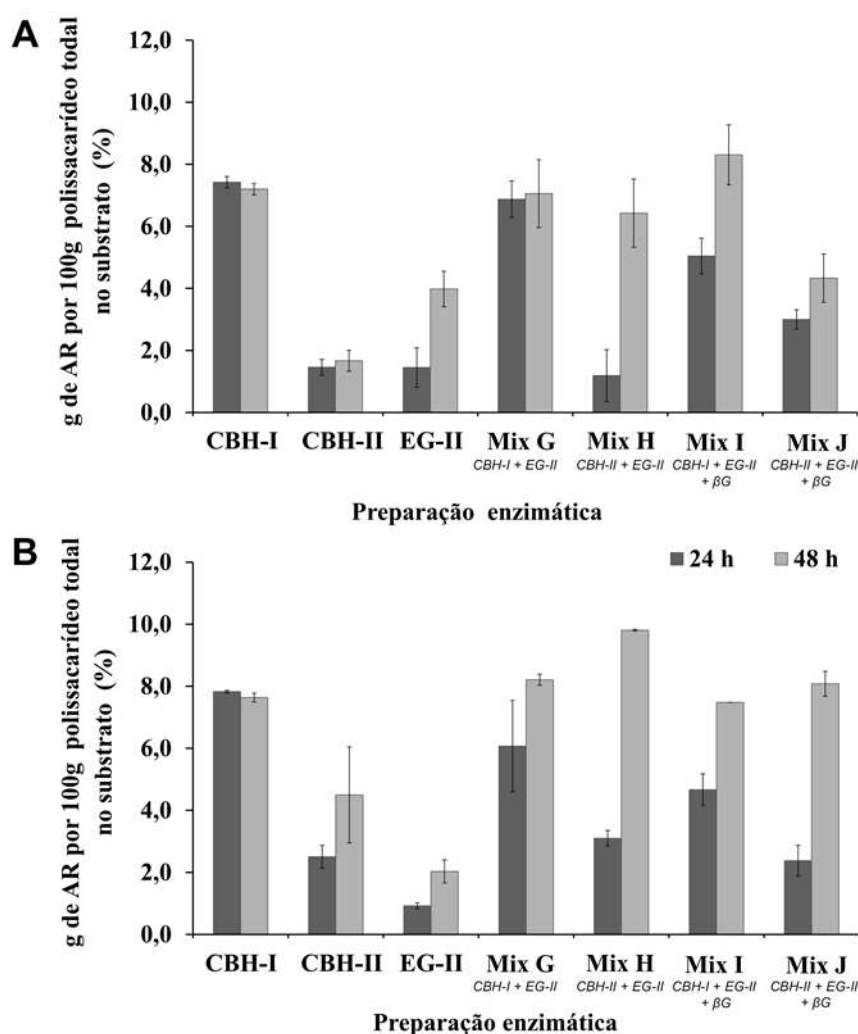 A
g de AR por 100g polissacarídeo todal
no substrato (%)
12,0
10,0
8,0
6,0
4,0
2,0
0,0
CBH-I CBH-II EG-II Mix G Mix H Mix I Mix J
CBH-I + EG-II CBH-II + EG-II CBH-I + EG-II CBH-II + EG-II
+ βG + βG
Preparação enzimática
B
g de AR por 100g polissacarídeo todal
no substrato (%)
24 h 48 h
12,0
10,0
8,0
6,0
4,0
2,0
0,0
CBH-I CBH-II EG-II Mix G Mix H Mix I Mix J
CBH-I + EG-II CBH-II + EG-II CBH-I + EG-II CBH-II + EG-II
+ βG + βG
Preparação enzimática